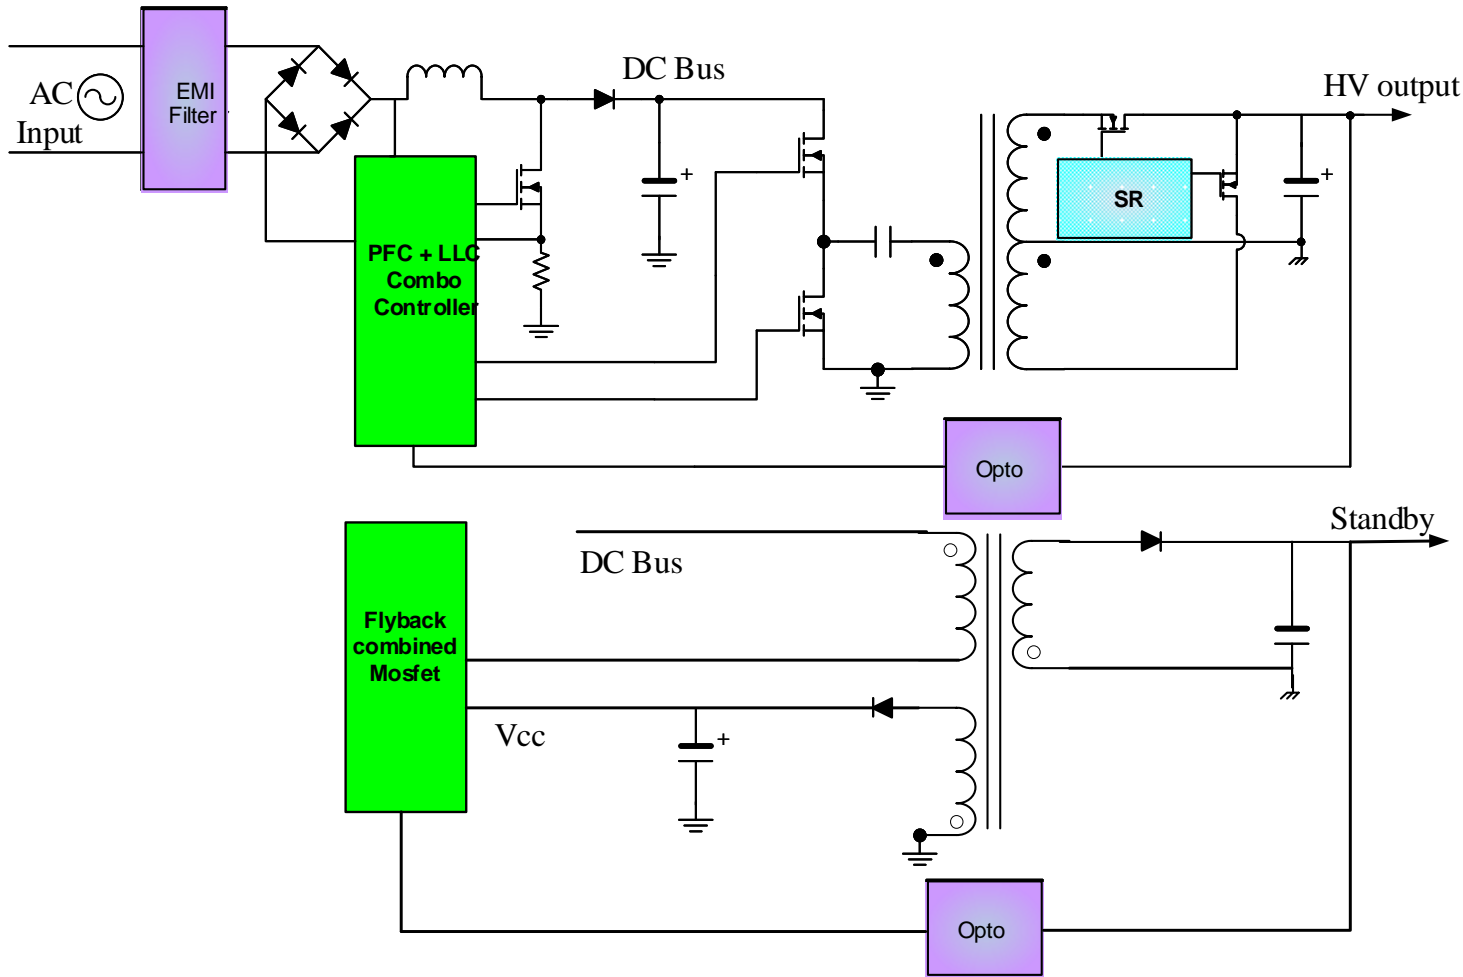 DC Bus
HV output
AC
Input
EMI
Filter
+
+
SR
PFC + LLC
Combo
Controller
Opto
Standby
DC Bus
Flyback
combined
Mosfet
Vcc
+
Opto